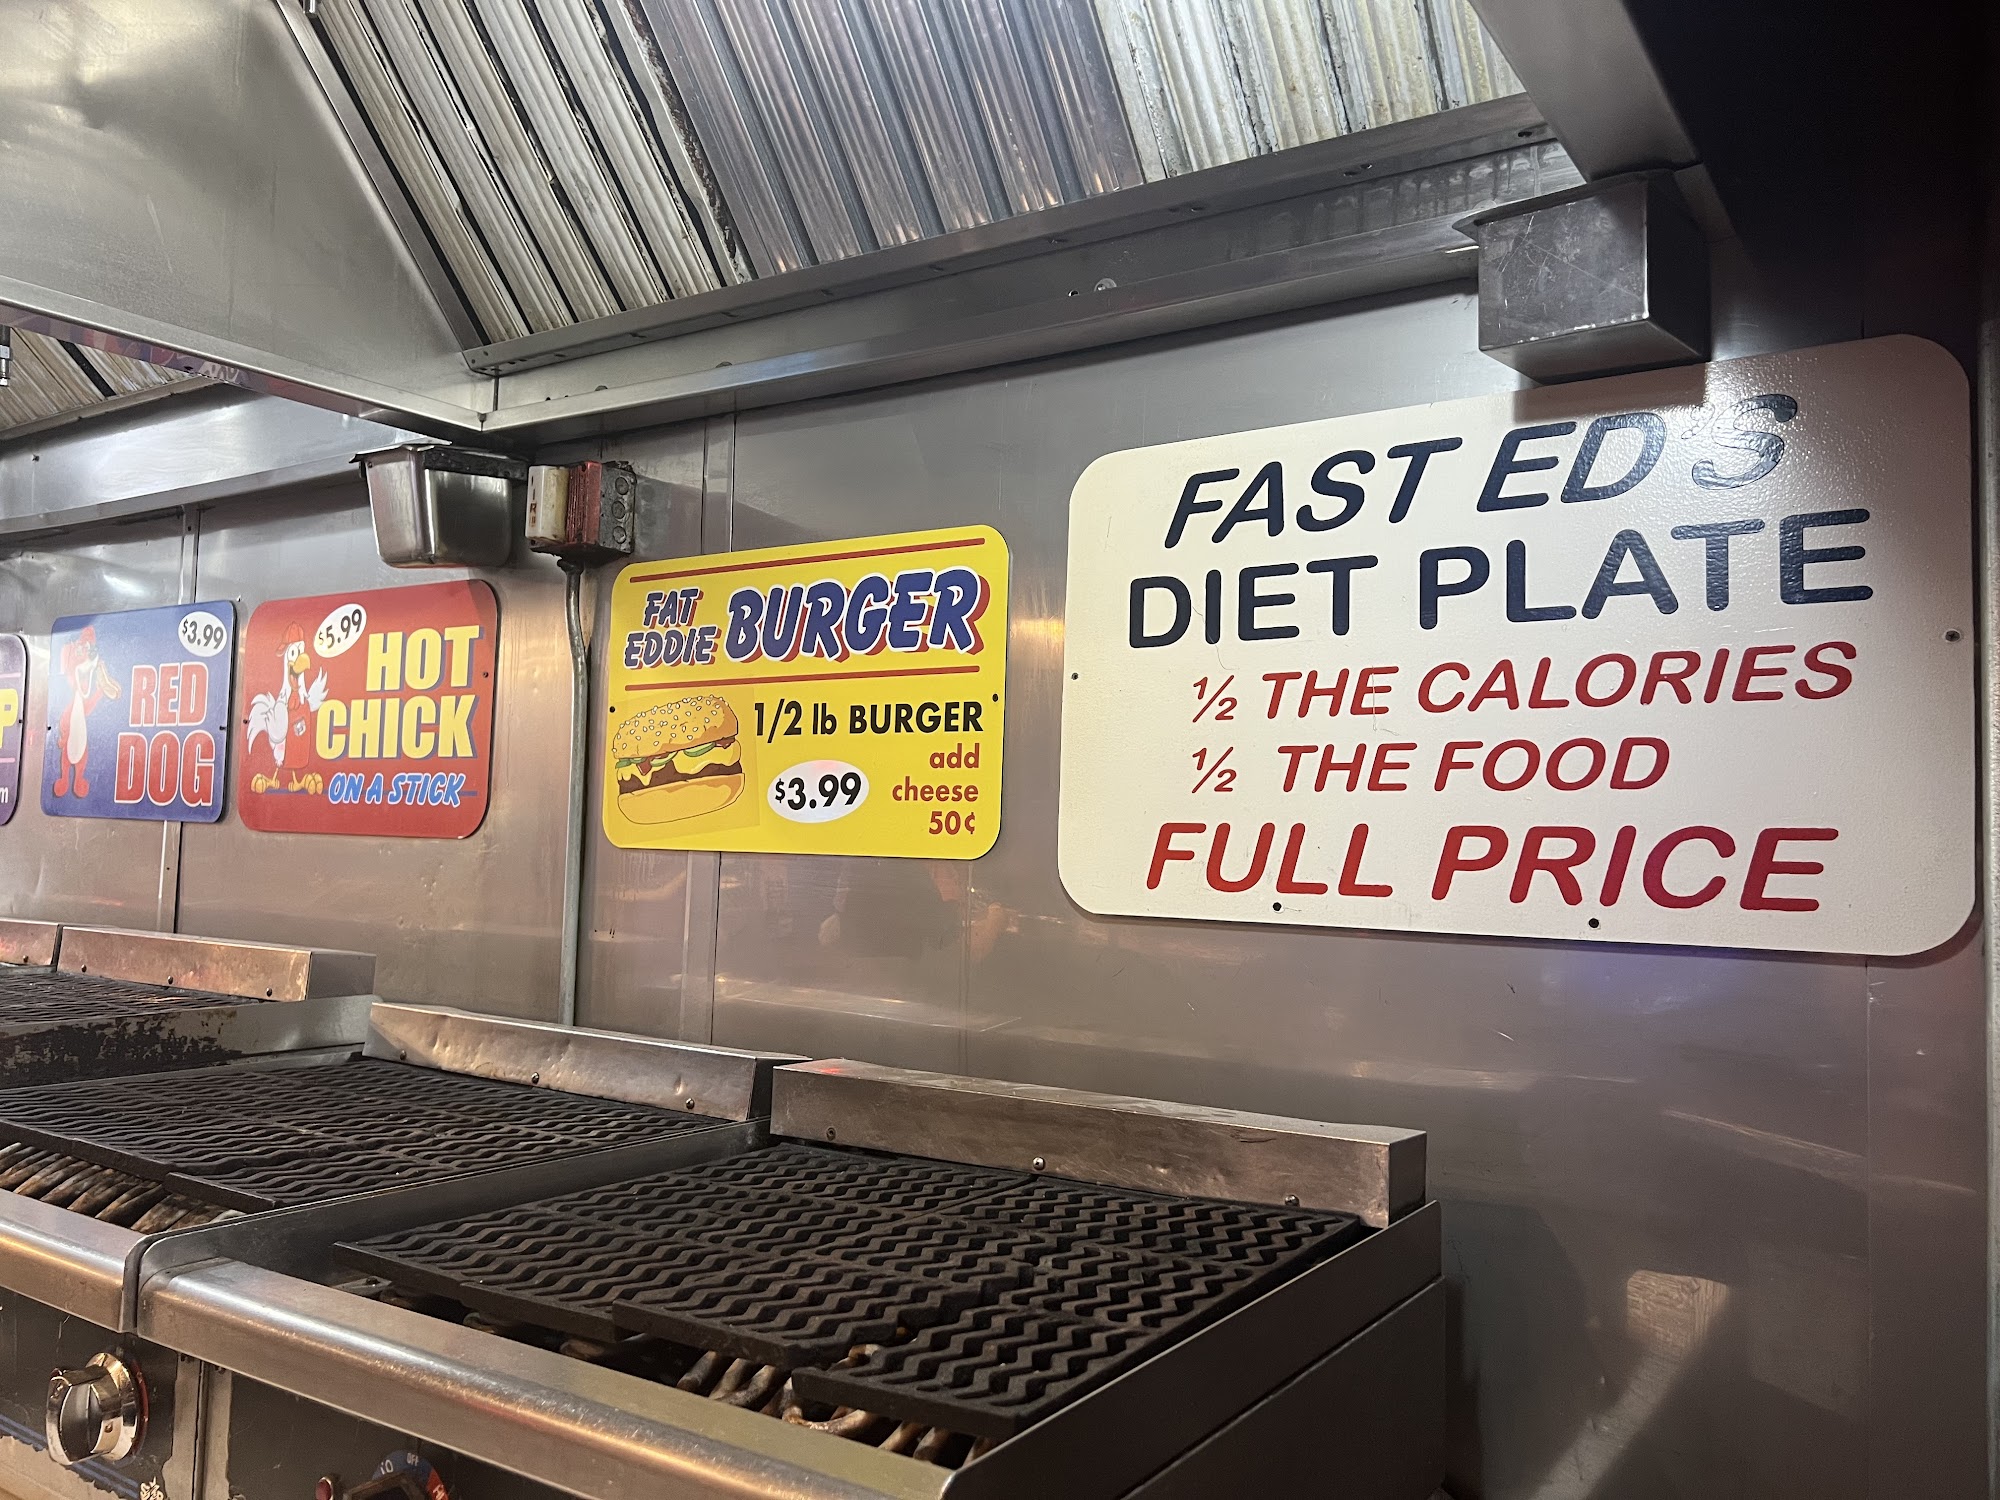 P
m
$3.99
RED
DOG
$5.99
HOT
CHICK
ON A STICK
FAT
EDDIE BURGER
1/2 lb BURGER
$3.99
add
cheese
50¢
FAST ED'S
DIET PLATE
½ THE CALORIES
½ THE FOOD
FULL PRICE
OFF